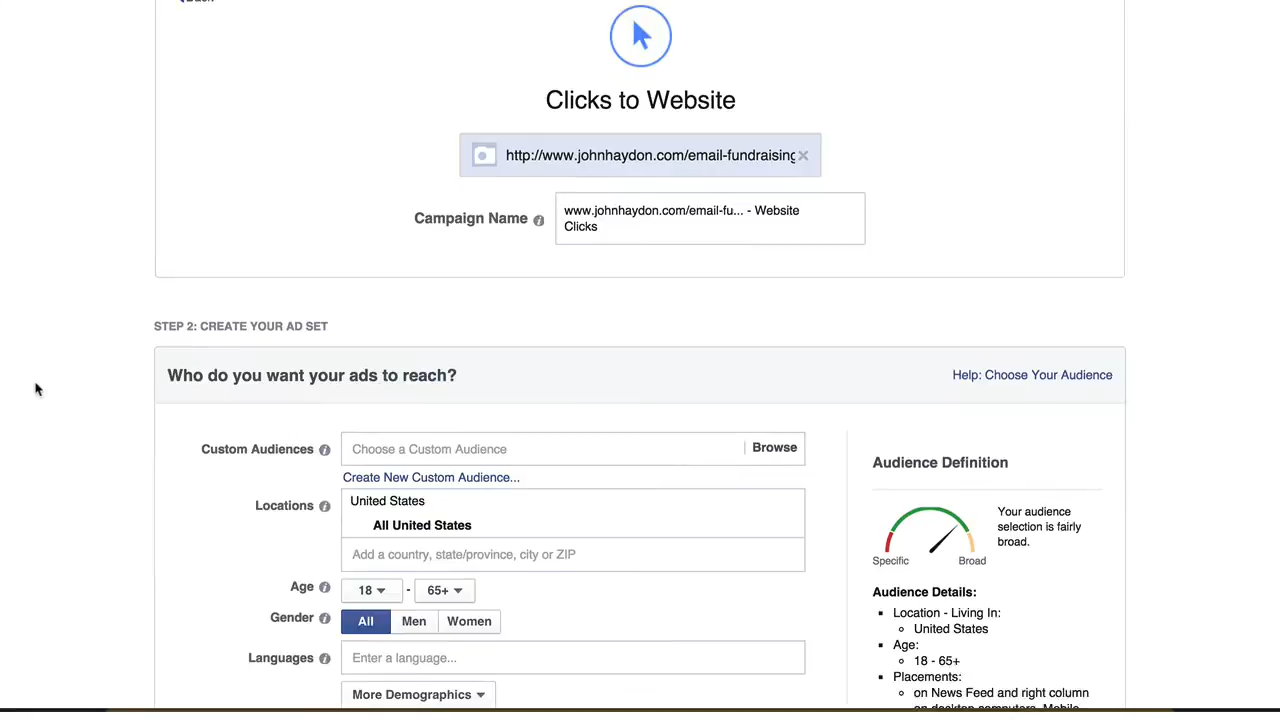 Back
Clicks to Website
http://www.johnhaydon.com/email-fundraising
Campaign Name
www.johnhaydon.com/email-fu... - Website
Clicks
STEP 2: CREATE YOUR AD SET
Who do you want your ads to reach?
Help: Choose Your Audience
Custom Audiences
Choose a Custom Audience
Browse
Create New Custom Audience...
Locations
United States
All United States
Add a country, state/province, city or ZIP
Age
18 - 65+
Gender
All Men Women
Languages
Enter a language...
More Demographics
Audience Definition
Your audience
selection is fairly
broad.
Specific Broad
Audience Details:
Location - Living In:
United States
Age:
18 - 65+
Placements:
on News Feed and right column
on desktop computers, Mobile